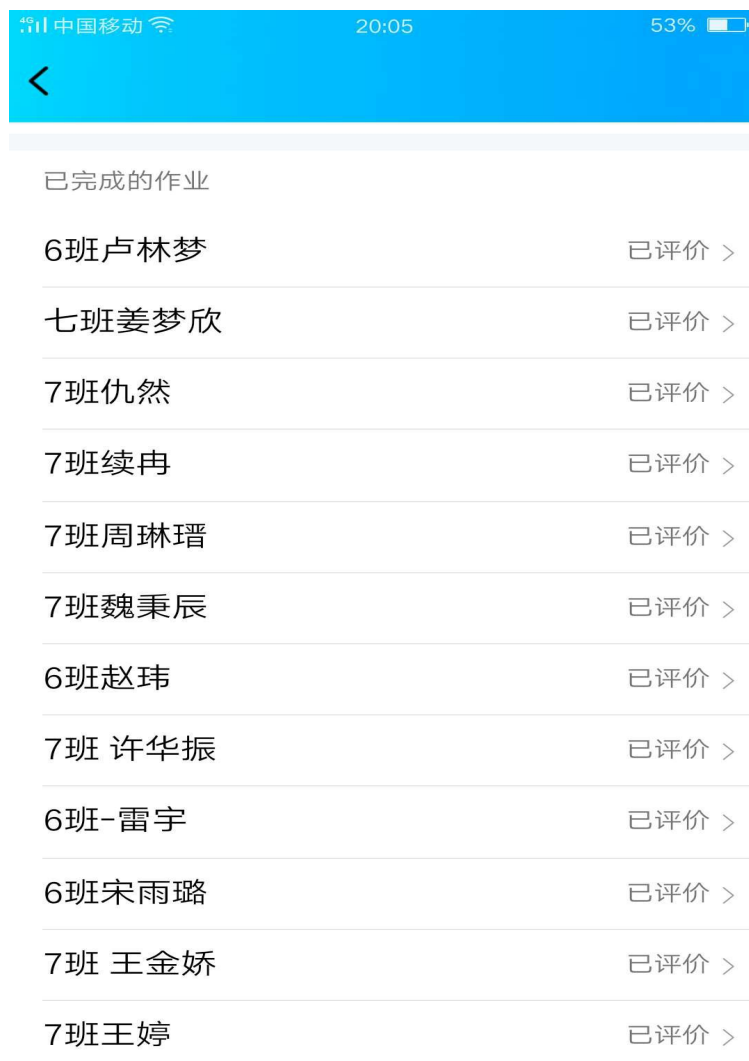 4G 中国移动 20:05 53%
已完成的作业
6班卢林梦 已评价 >
七班姜梦欣 已评价 >
7班仇然 已评价 >
7班续冉 已评价 >
7班周琳瑨 已评价 >
7班魏秉辰 已评价 >
6班赵玮 已评价 >
7班 许华振 已评价 >
6班-雷宇 已评价 >
6班宋雨璐 已评价 >
7班 王金娇 已评价 >
7班王婷 已评价 >